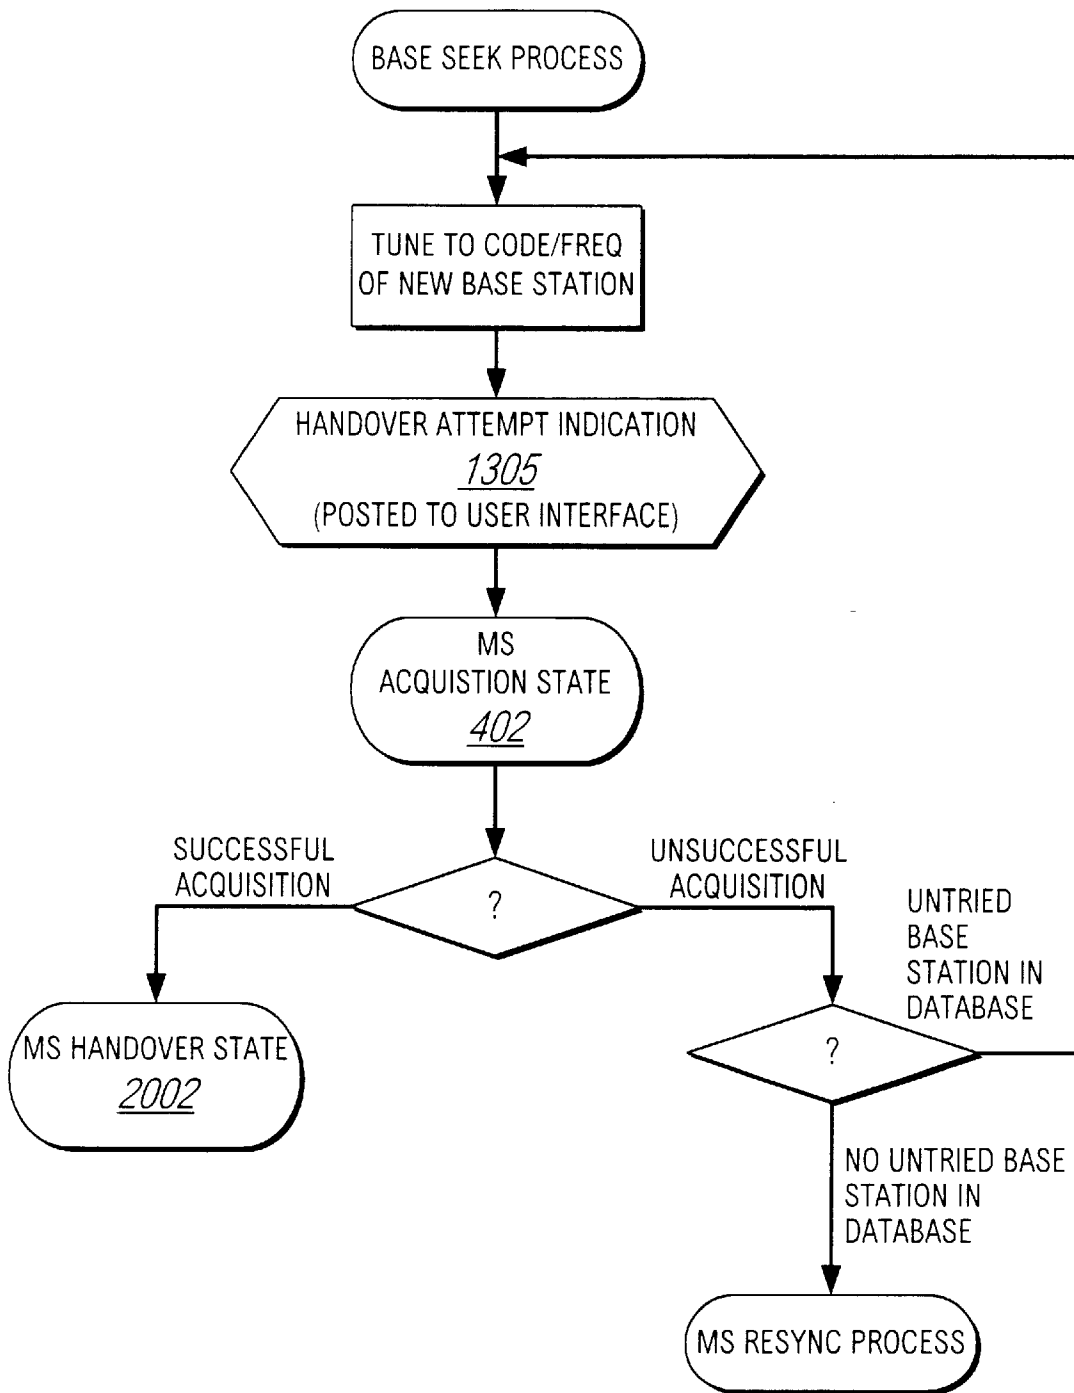 BASE SEEK PROCESS
TUNE TO CODE/FREQ
OF NEW BASE STATION
HANDOVER ATTEMPT INDICATION
1305
(POSTED TO USER INTERFACE)
MS
ACQUISTION STATE
402
SUCCESSFUL
ACQUISITION
?
UNSUCCESSFUL
ACQUISITION
UNTRIED
BASE
STATION IN
DATABASE
MS HANDOVER STATE
2002
?
NO UNTRIED BASE
STATION IN
DATABASE
MS RESYNC PROCESS